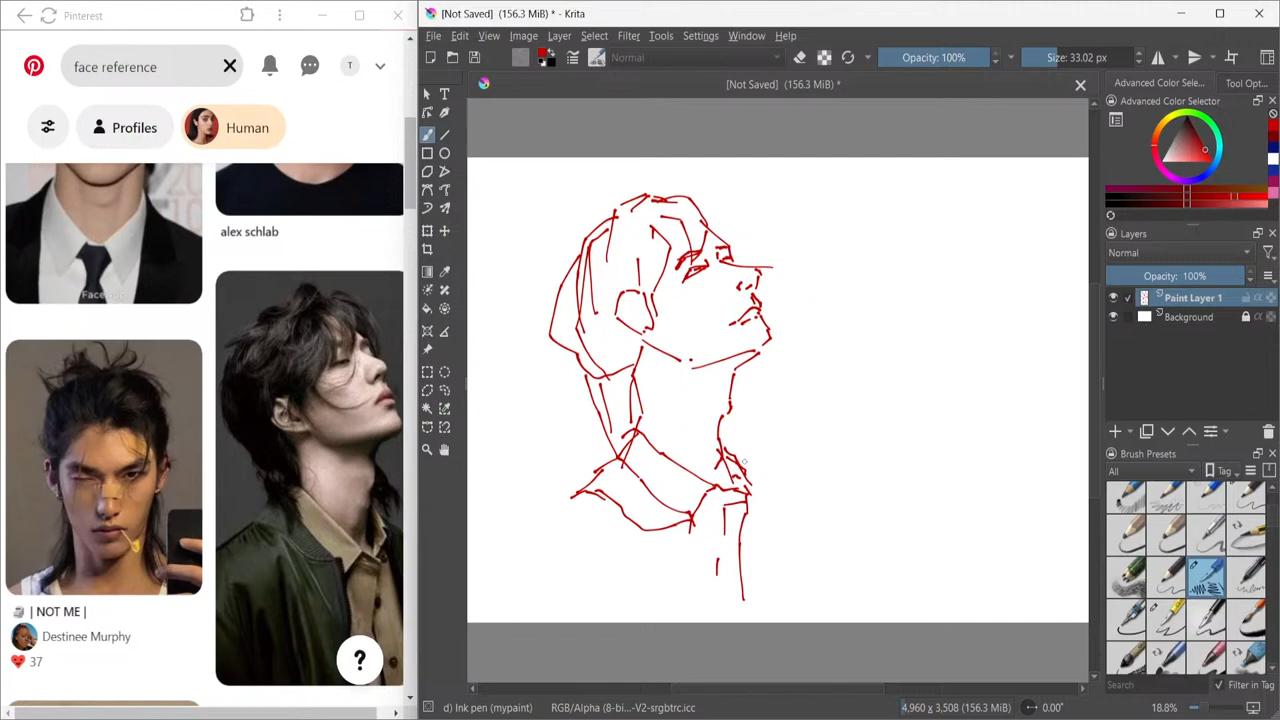 Pinterest
face reference
T
Profiles
Human
alex schlab
Facebook
| NOT ME |
Destinee Murphy
37
?
[Not Saved] (156.3 MiB) * - Krita
File Edit View Image Layer Select Filter Tools Settings Window Help
Normal
Opacity: 100%
Size: 33.02 px
[Not Saved] (156.3 MiB) *
Advanced Color Sele...
Tool Opt...
Advanced Color Selector
Layers
Normal
Opacity: 100%
Paint Layer 1
Background
Brush Presets
All
Tag
Search
Filter in Tag
d) Ink pen (mypaint)
RGB/Alpha (8-bi...-V2-srgbtrc.icc
4,960 x 3,508 (156.3 MiB)
0.00°
18.8%